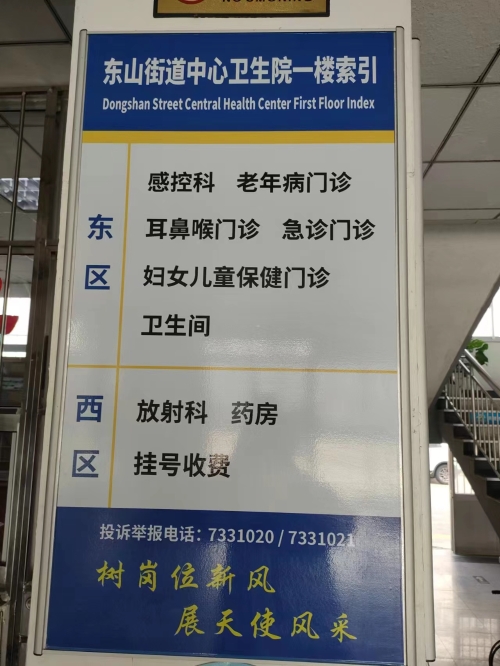 NO SMOKING
东山街道中心卫生院一楼索引
Dongshan Street Central Health Center First Floor Index
东区
感控科 老年病门诊
耳鼻喉门诊 急诊门诊
妇女儿童保健门诊
卫生间
西区
放射科 药房
挂号收费
投诉举报电话：7331020 / 7331021
树岗位新风
展天使风采